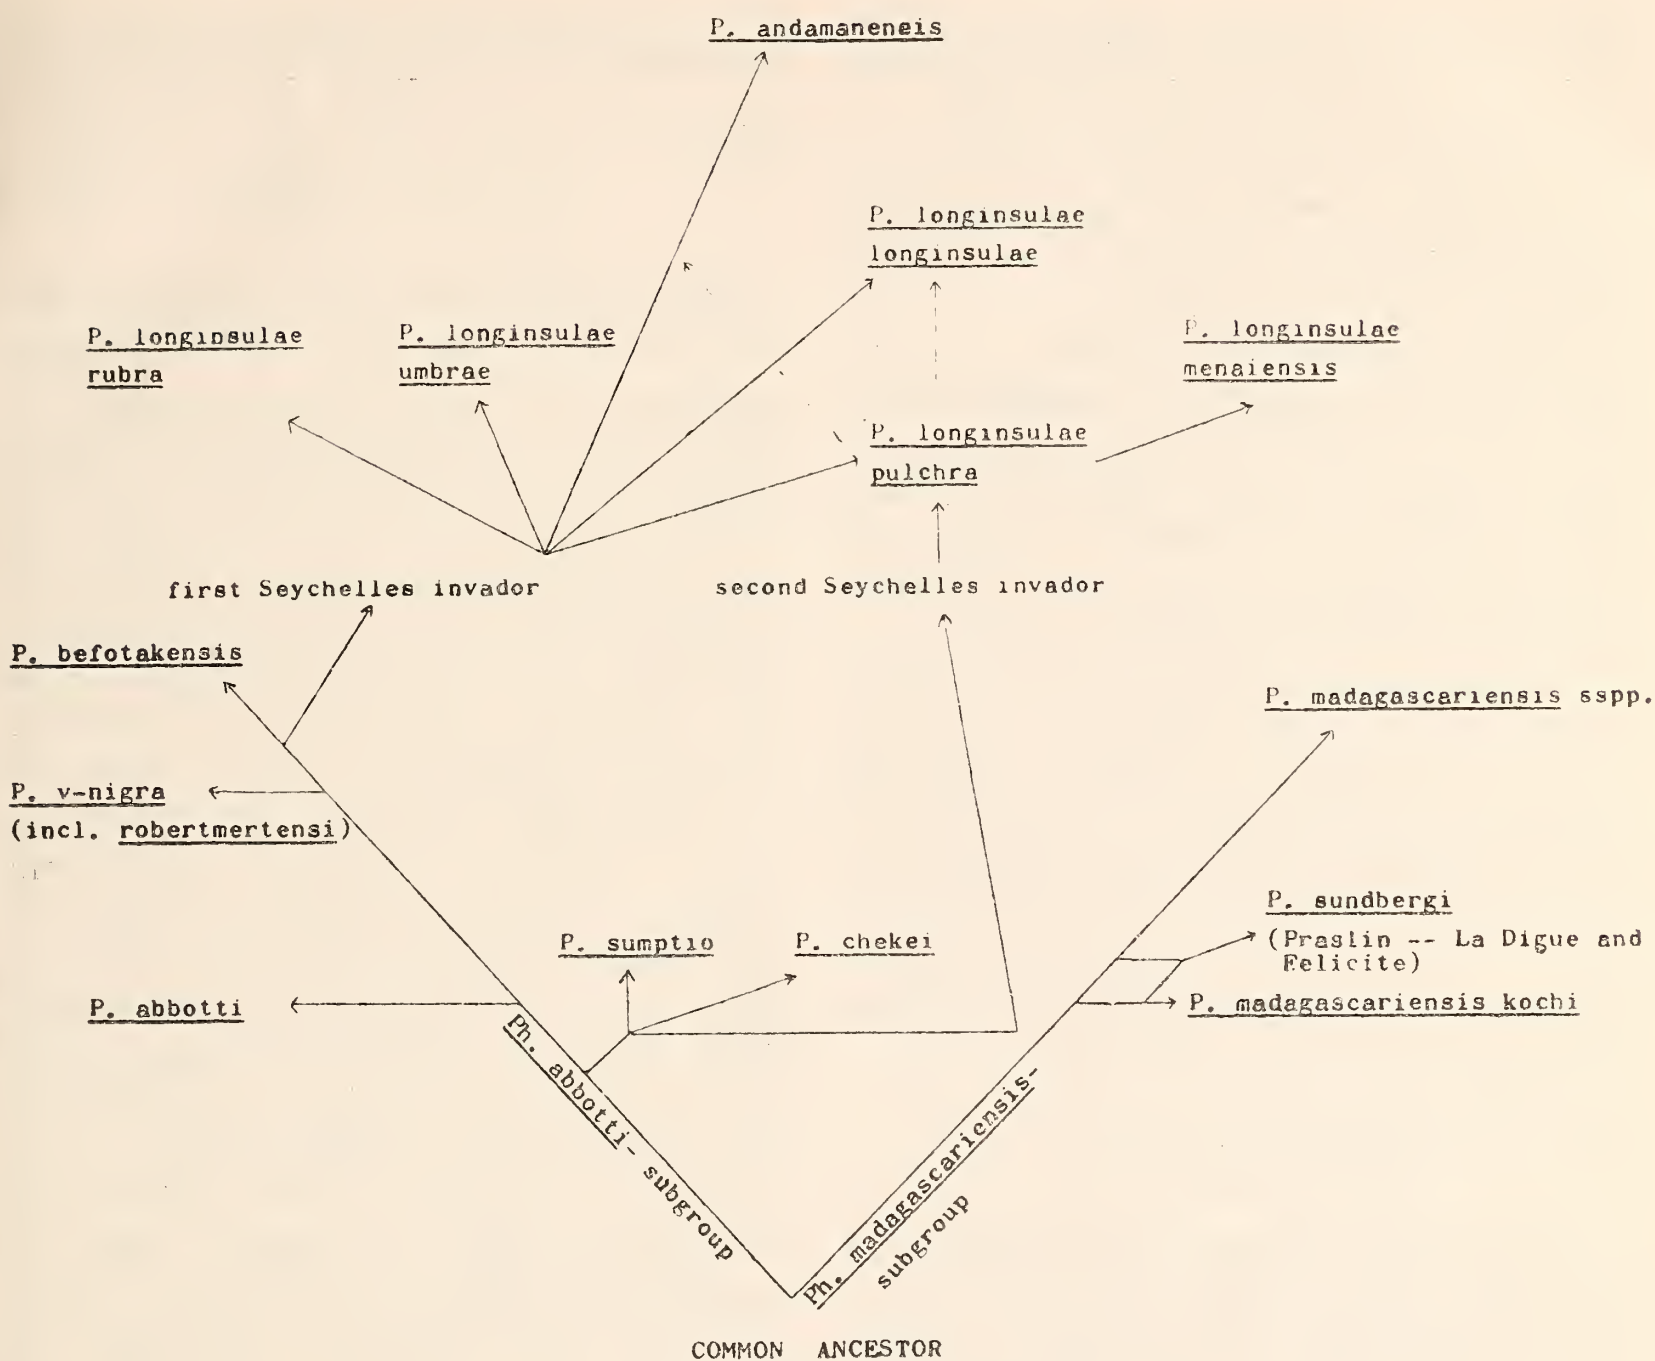 P. andamaneneis
P. longinsulae
longinsulae
P. longinsulae
rubra
P. longinsulae
umbrae
P. longinsulae
menaiensis
P. longinsulae
pulchra
first Seychelles invador
second Seychelles invador
P. befotakensis
P. madagascariensis sspp.
P. v-nigra
(incl. robertmertensi)
P. sundbergi
(Praslin -- La Digue and
Felicite)
P. sumptio
P. chekei
P. abbotti
P. madagascariensis kochi
Ph. abbotti- subgroup
Ph. madagascariensis-
subgroup
COMMON ANCESTOR